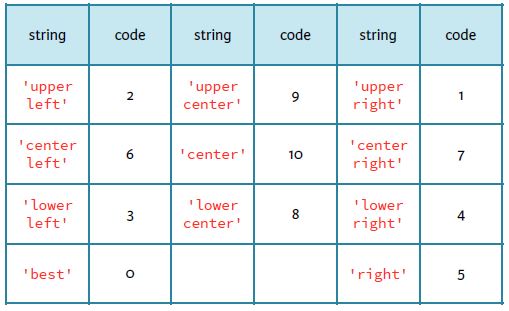 string code string code string code
'upper left' 2 'upper center' 9 'upper right' 1
'center left' 6 'center' 10 'center right' 7
'lower left' 3 'lower center' 8 'lower right' 4
'best' 0 'right' 5